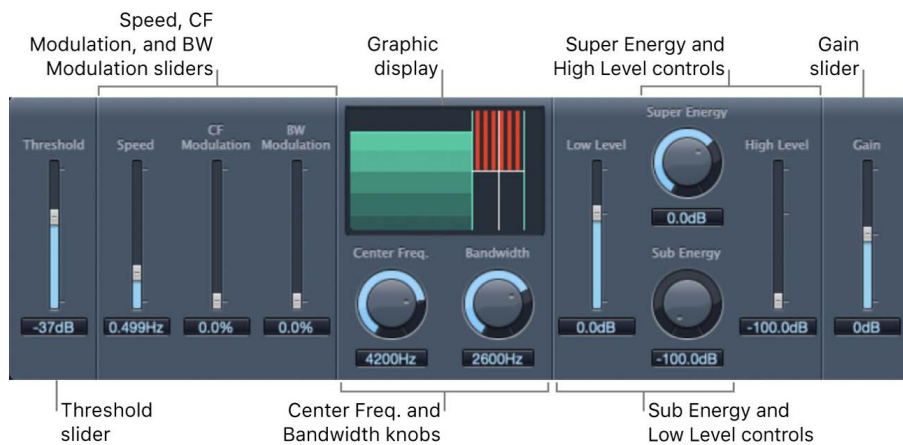 Speed, CF
Modulation, and BW
Modulation sliders
Graphic
display
Super Energy and
High Level controls
Gain
slider
Threshold
Speed
CF
Modulation
BW
Modulation
Low Level
Super Energy
High Level
Gain
0.0dB
Center Freq.
Bandwidth
Sub Energy
-37dB
0.499Hz
0.0%
0.0%
4200Hz
2600Hz
0.0dB
-100.0dB
-100.0dB
0dB
Threshold
slider
Center Freq. and
Bandwidth knobs
Sub Energy and
Low Level controls